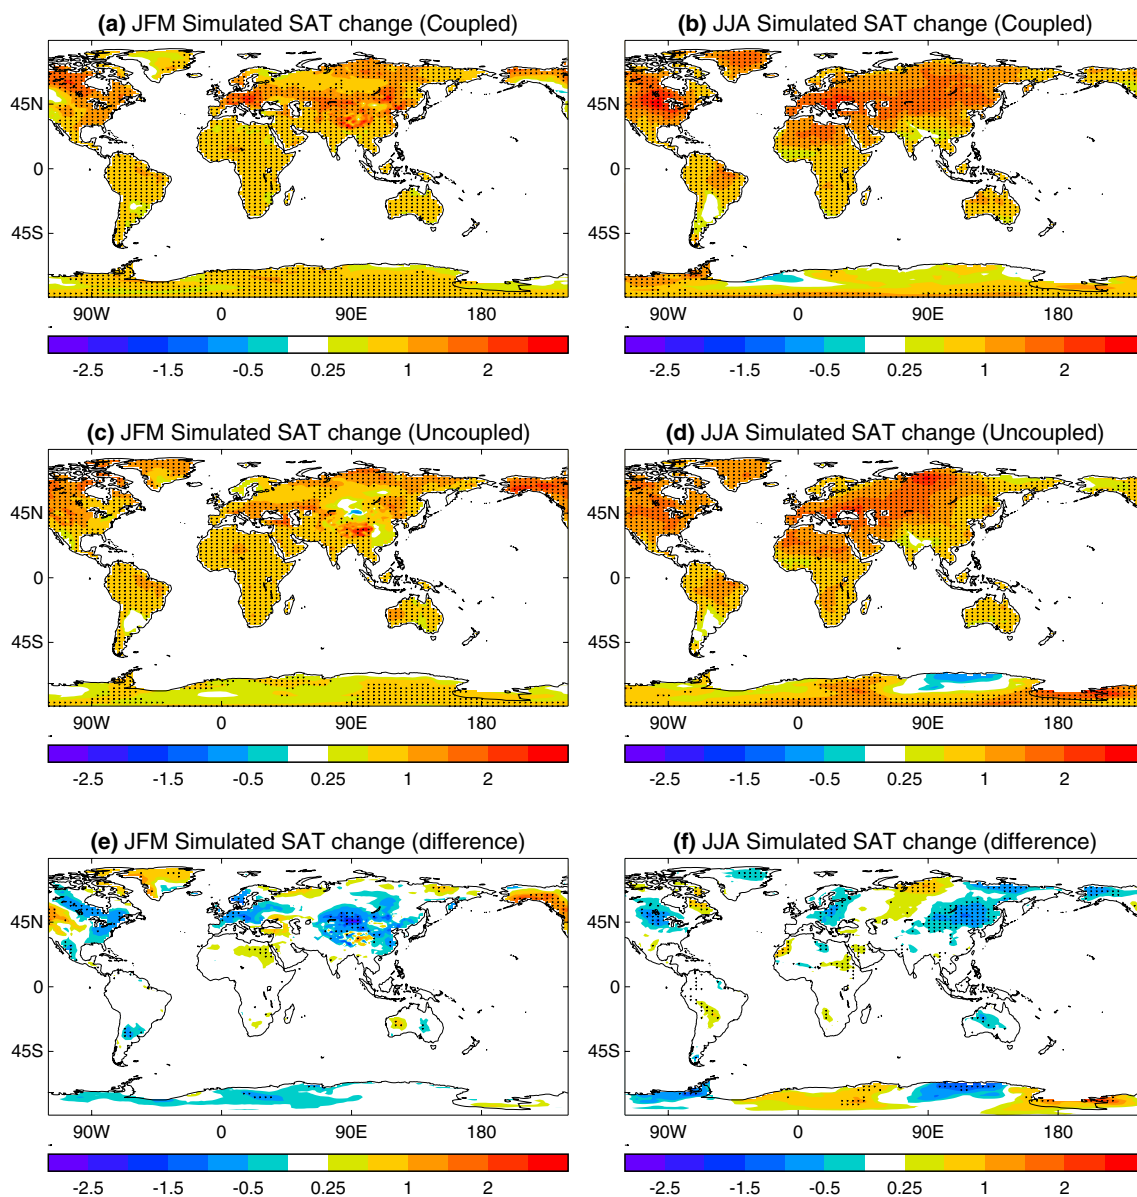 (a) JFM Simulated SAT change (Coupled)
(b) JJA Simulated SAT change (Coupled)
45N
0
45S
90W 0 90E 180
-2.5 -1.5 -0.5 0.25 1 2
45N
0
45S
90W 0 90E 180
-2.5 -1.5 -0.5 0.25 1 2
(c) JFM Simulated SAT change (Uncoupled)
(d) JJA Simulated SAT change (Uncoupled)
45N
0
45S
90W 0 90E 180
-2.5 -1.5 -0.5 0.25 1 2
45N
0
45S
90W 0 90E 180
-2.5 -1.5 -0.5 0.25 1 2
(e) JFM Simulated SAT change (difference)
(f) JJA Simulated SAT change (difference)
45N
0
45S
90W 0 90E 180
-2.5 -1.5 -0.5 0.25 1 2
45N
0
45S
90W 0 90E 180
-2.5 -1.5 -0.5 0.25 1 2